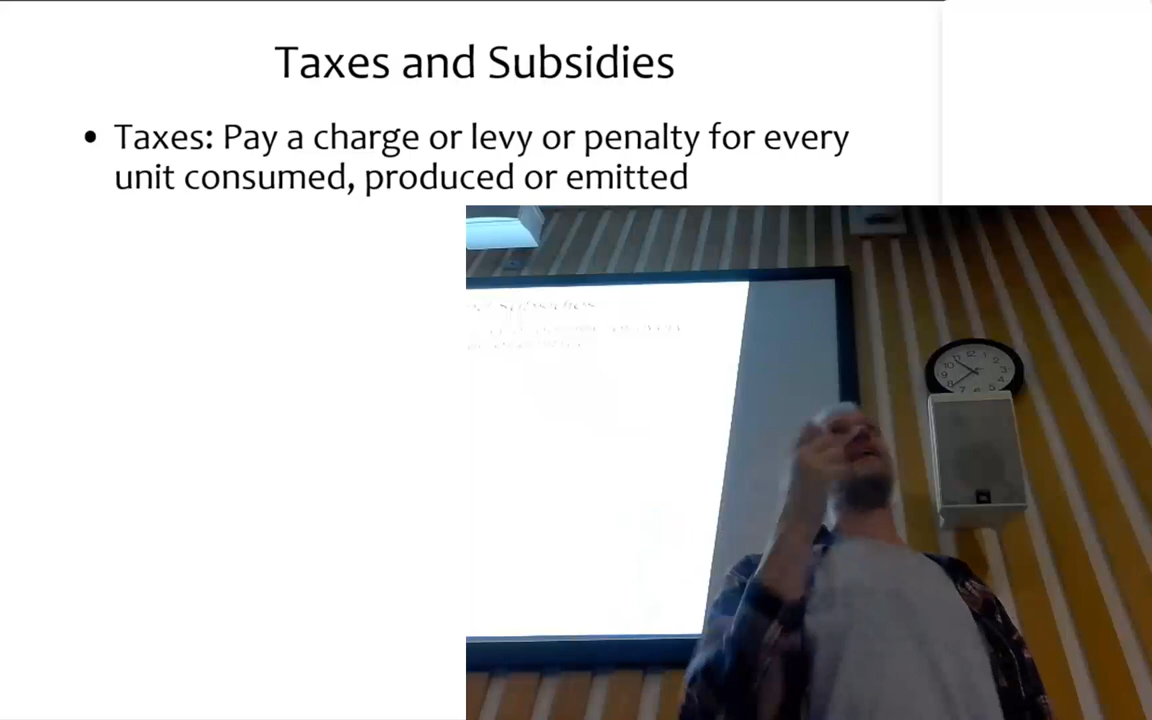 Taxes and Subsidies
• Taxes: Pay a charge or levy or penalty for every
unit consumed, produced or emitted